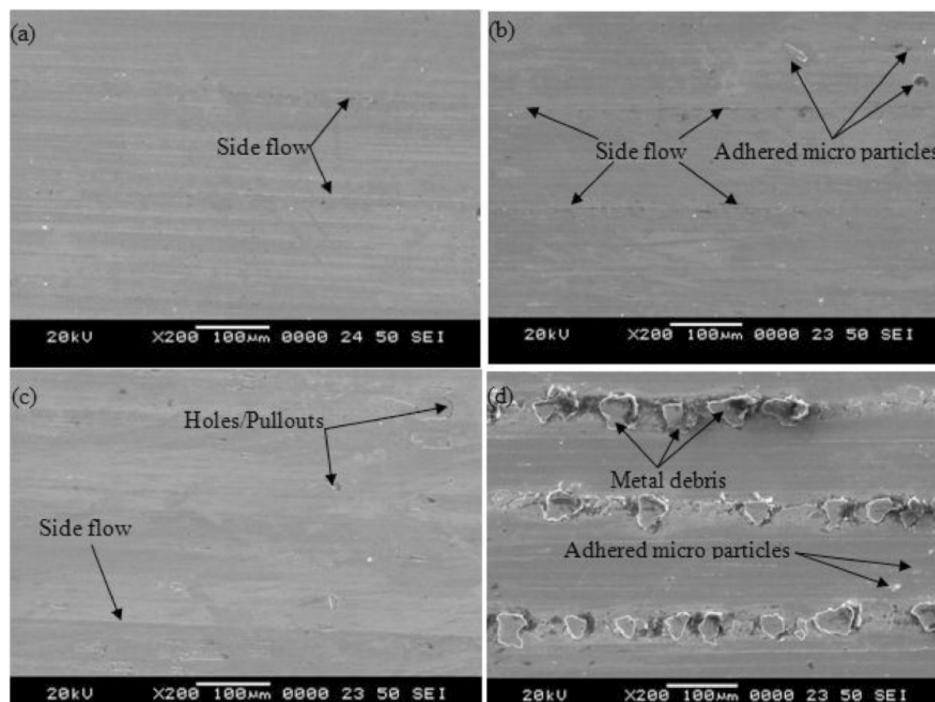 (a)
Side flow
20kV X200 100μm 0000 24 50 SEI
(b)
Side flow
Adhered micro particles
20kV X200 100μm 0000 23 50 SEI
(c)
Holes/Pullouts
Side flow
20kV X200 100μm 0000 23 50 SEI
(d)
Metal debris
Adhered micro particles
20kV X200 100μm 0000 23 50 SEI